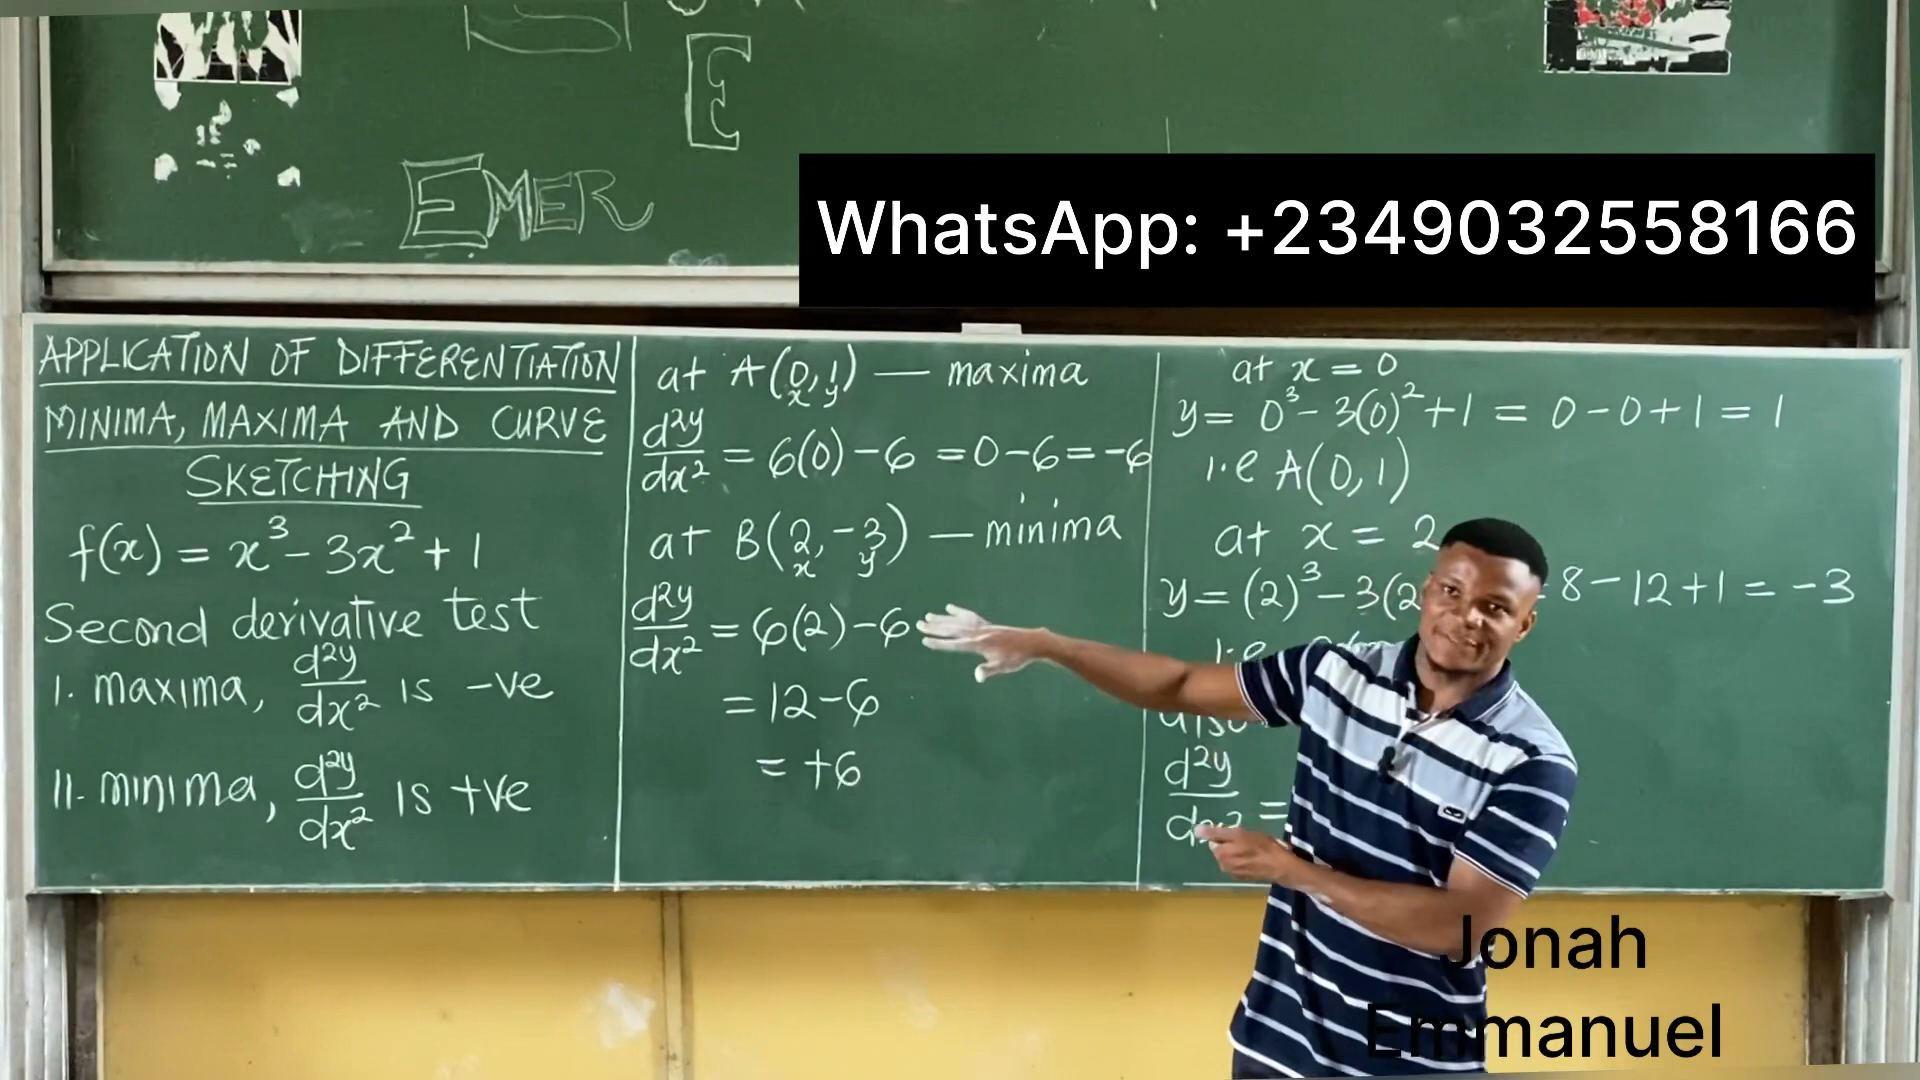 E
EMER
WhatsApp: +2349032558166
APPLICATION OF DIFFERENTIATION
MINIMA, MAXIMA AND CURVE
SKETCHING
f(x) = x³ - 3x² + 1
Second derivative test
I. maxima, d²y/dx² is -ve
II. minima, d²y/dx² is +ve
at A(0, 1) — maxima
x y
d²y/dx² = 6(0) - 6 = 0 - 6 = -6
at B(2, -3) — minima
x y
d²y/dx² = 6(2) - 6
= 12 - 6
= +6
at x = 0
y = 0³ - 3(0)² + 1 = 0 - 0 + 1 = 1
i.e A(0, 1)
at x = 2
y = (2)³ - 3(2 8 - 12 + 1 = -3
i.e
also
d²y/dx² =
Jonah
Emmanuel